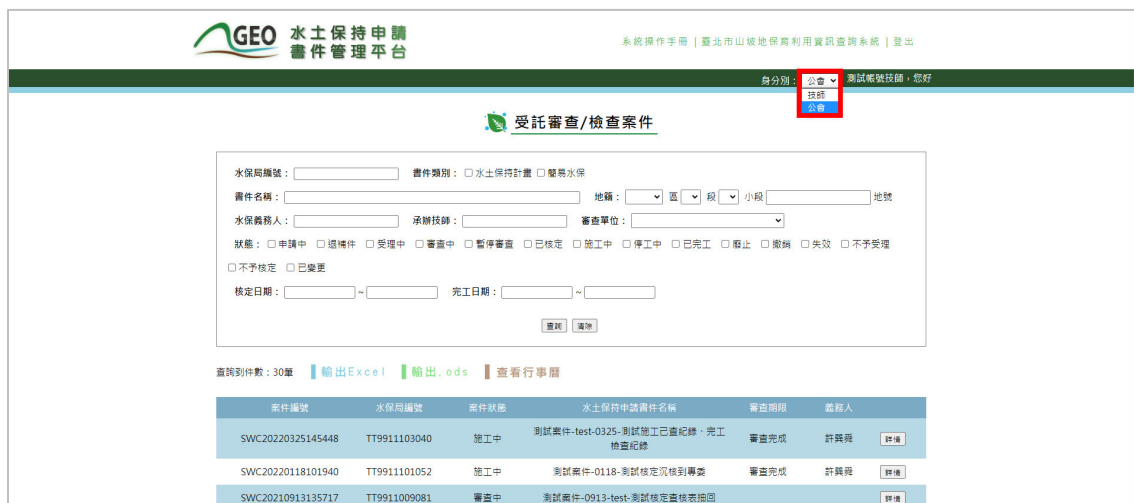 GEO 水土保持申請
書件管理平台
系統操作手冊 | 臺北市山坡地保育利用資訊查詢系統 | 登出
身分別： 公會 測試帳號技師，您好
技師
公會
受託審查/檢查案件
水保局編號： 書件類別： 水土保持計畫 簡易水保
書件名稱： 地籍： 區 段 小段 地號
水保義務人： 承辦技師： 審查單位：
狀態： 申請中 退補件 受理中 審查中 暫停審查 已核定 施工中 停工中 已完工 廢止 撤銷 失效 不予受理
不予核定 已變更
核定日期： ~ 完工日期： ~
查詢 清除
查詢到件數：30筆 輸出Excel 輸出.ods 查看行事曆
案件編號 水保局編號 案件狀態 水土保持申請書件名稱 審查期限 義務人
SWC20220325145448 TT9911103040 施工中 測試案件-test-0325-測試施工已查紀錄、完工檢查紀錄 審查完成 許巽舜 詳情
SWC20220118101940 TT9911101052 施工中 測試案件-0118-測試核定沉核到專委 審查完成 許巽舜 詳情
SWC20210913135717 TT9911009081 審查中 測試案件-0913-test-測試核定查核表抽回 詳情